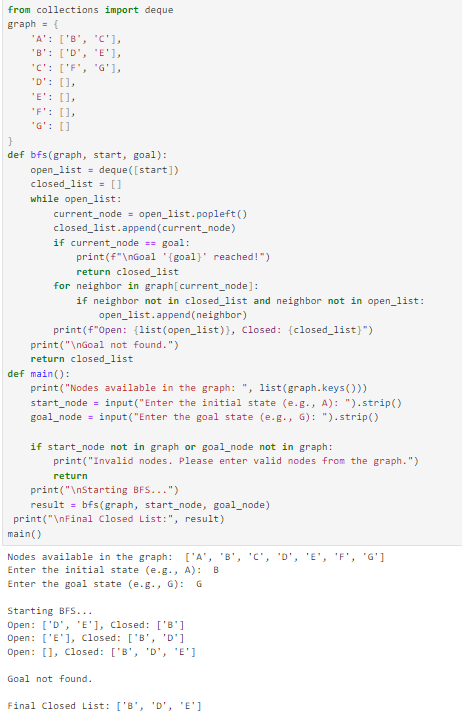 from collections import deque
graph = {
    'A': ['B', 'C'],
    'B': ['D', 'E'],
    'C': ['F', 'G'],
    'D': [],
    'E': [],
    'F': [],
    'G': []
}
def bfs(graph, start, goal):
    open_list = deque([start])
    closed_list = []
    while open_list:
        current_node = open_list.popleft()
        closed_list.append(current_node)
        if current_node == goal:
            print(f"\nGoal '{goal}' reached!")
            return closed_list
        for neighbor in graph[current_node]:
            if neighbor not in closed_list and neighbor not in open_list:
                open_list.append(neighbor)
        print(f"Open: {list(open_list)}, Closed: {closed_list}")
    print("\nGoal not found.")
    return closed_list
def main():
    print("Nodes available in the graph: ", list(graph.keys()))
    start_node = input("Enter the initial state (e.g., A): ").strip()
    goal_node = input("Enter the goal state (e.g., G): ").strip()

    if start_node not in graph or goal_node not in graph:
        print("Invalid nodes. Please enter valid nodes from the graph.")
        return
    print("\nStarting BFS...")
    result = bfs(graph, start_node, goal_node)
 print("\nFinal Closed List:", result)
main()
Nodes available in the graph:  ['A', 'B', 'C', 'D', 'E', 'F', 'G']
Enter the initial state (e.g., A):  B
Enter the goal state (e.g., G):  G

Starting BFS...
Open: ['D', 'E'], Closed: ['B']
Open: ['E'], Closed: ['B', 'D']
Open: [], Closed: ['B', 'D', 'E']

Goal not found.

Final Closed List: ['B', 'D', 'E']